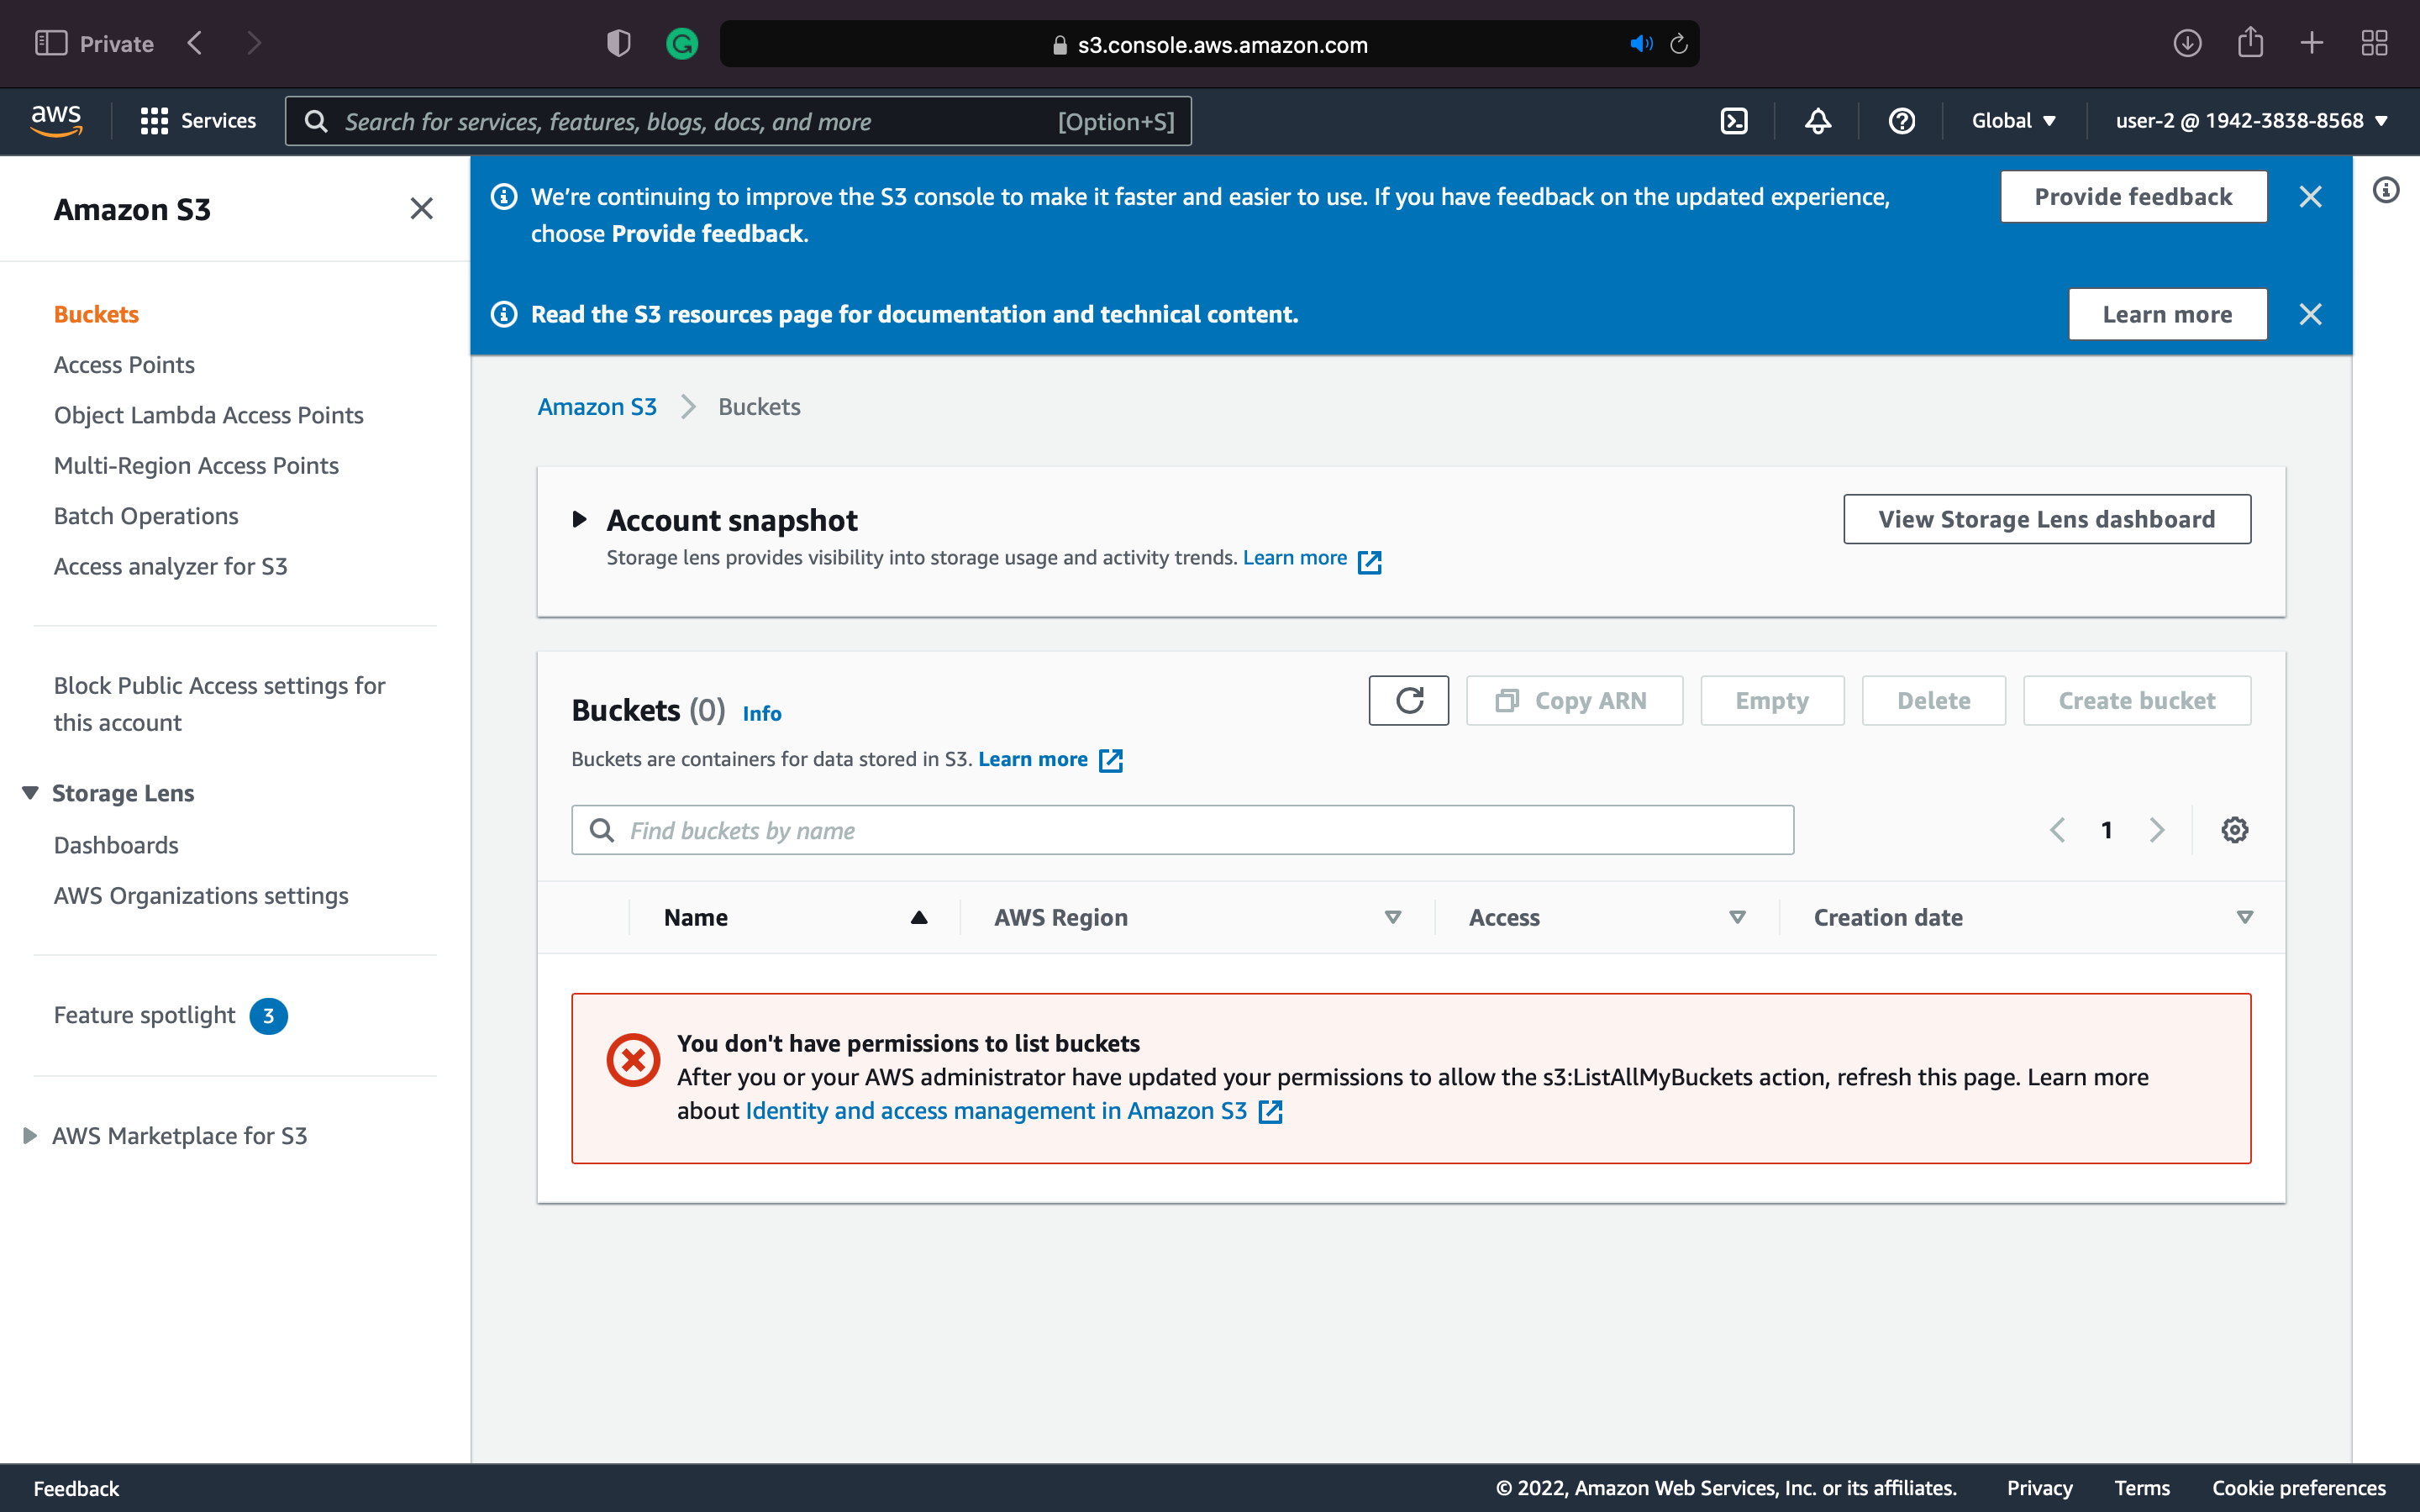 Private
s3.console.aws.amazon.com
aws
Services
Search for services, features, blogs, docs, and more
[Option+S]
Global
user-2 @ 1942-3838-8568
Amazon S3
Buckets
Access Points
Object Lambda Access Points
Multi-Region Access Points
Batch Operations
Access analyzer for S3
Block Public Access settings for
this account
Storage Lens
Dashboards
AWS Organizations settings
Feature spotlight 3
AWS Marketplace for S3
We're continuing to improve the S3 console to make it faster and easier to use. If you have feedback on the updated experience,
choose Provide feedback.
Provide feedback
Read the S3 resources page for documentation and technical content.
Learn more
Amazon S3 > Buckets
Account snapshot
Storage lens provides visibility into storage usage and activity trends. Learn more
View Storage Lens dashboard
Buckets (0) Info
Buckets are containers for data stored in S3. Learn more
Copy ARN
Empty
Delete
Create bucket
Find buckets by name
1
Name
AWS Region
Access
Creation date
You don't have permissions to list buckets
After you or your AWS administrator have updated your permissions to allow the s3:ListAllMyBuckets action, refresh this page. Learn more
about Identity and access management in Amazon S3
Feedback
© 2022, Amazon Web Services, Inc. or its affiliates.
Privacy
Terms
Cookie preferences